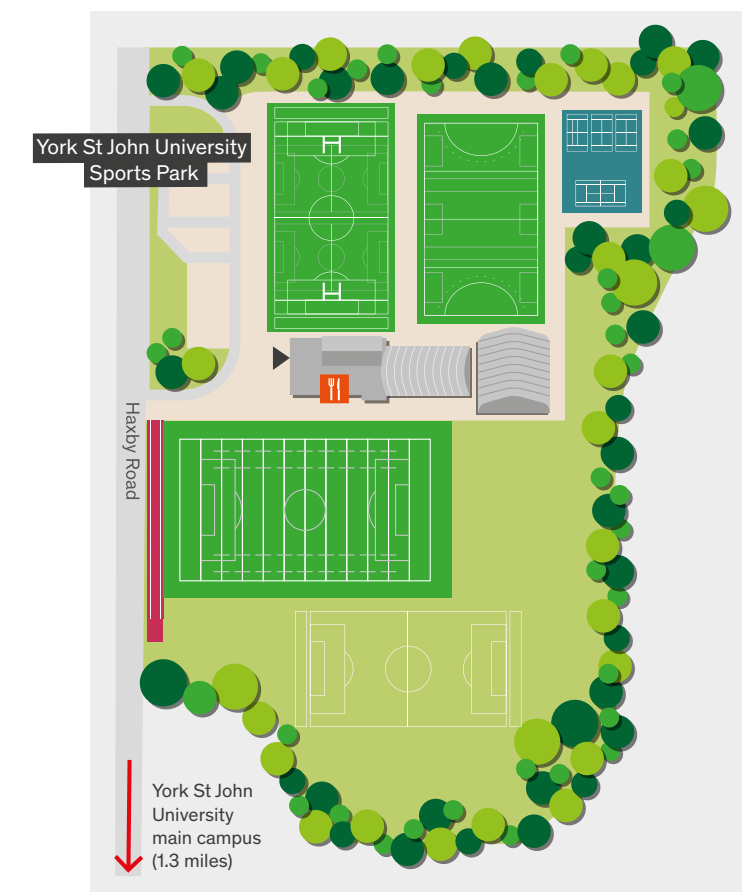 York St John University
Sports Park
Haxby Road
York St John
University
main campus
(1.3 miles)